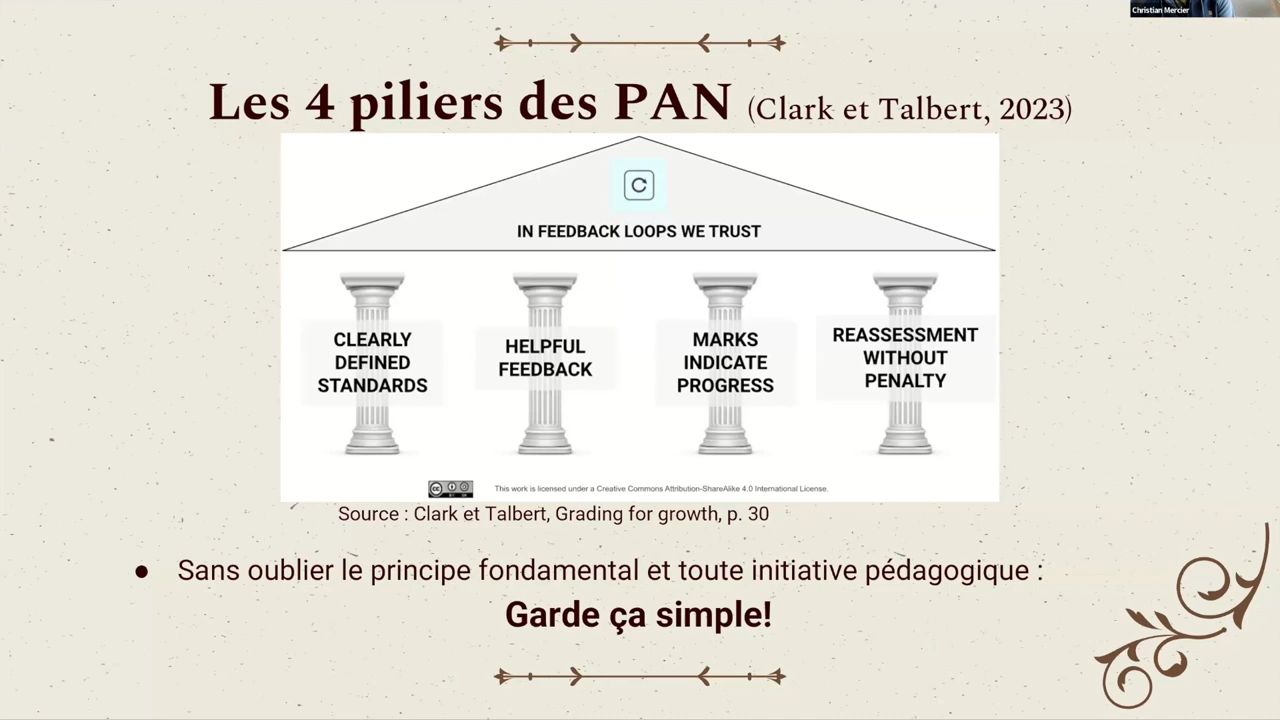 Christian Mercier
Les 4 piliers des PAN (Clark et Talbert, 2023)
IN FEEDBACK LOOPS WE TRUST
CLEARLY
DEFINED
STANDARDS
HELPFUL
FEEDBACK
MARKS
INDICATE
PROGRESS
REASSESSMENT
WITHOUT
PENALTY
This work is licensed under a Creative Commons Attribution-ShareAlike 4.0 International License.
Source : Clark et Talbert, Grading for growth, p. 30
● Sans oublier le principe fondamental et toute initiative pédagogique :
Garde ça simple!